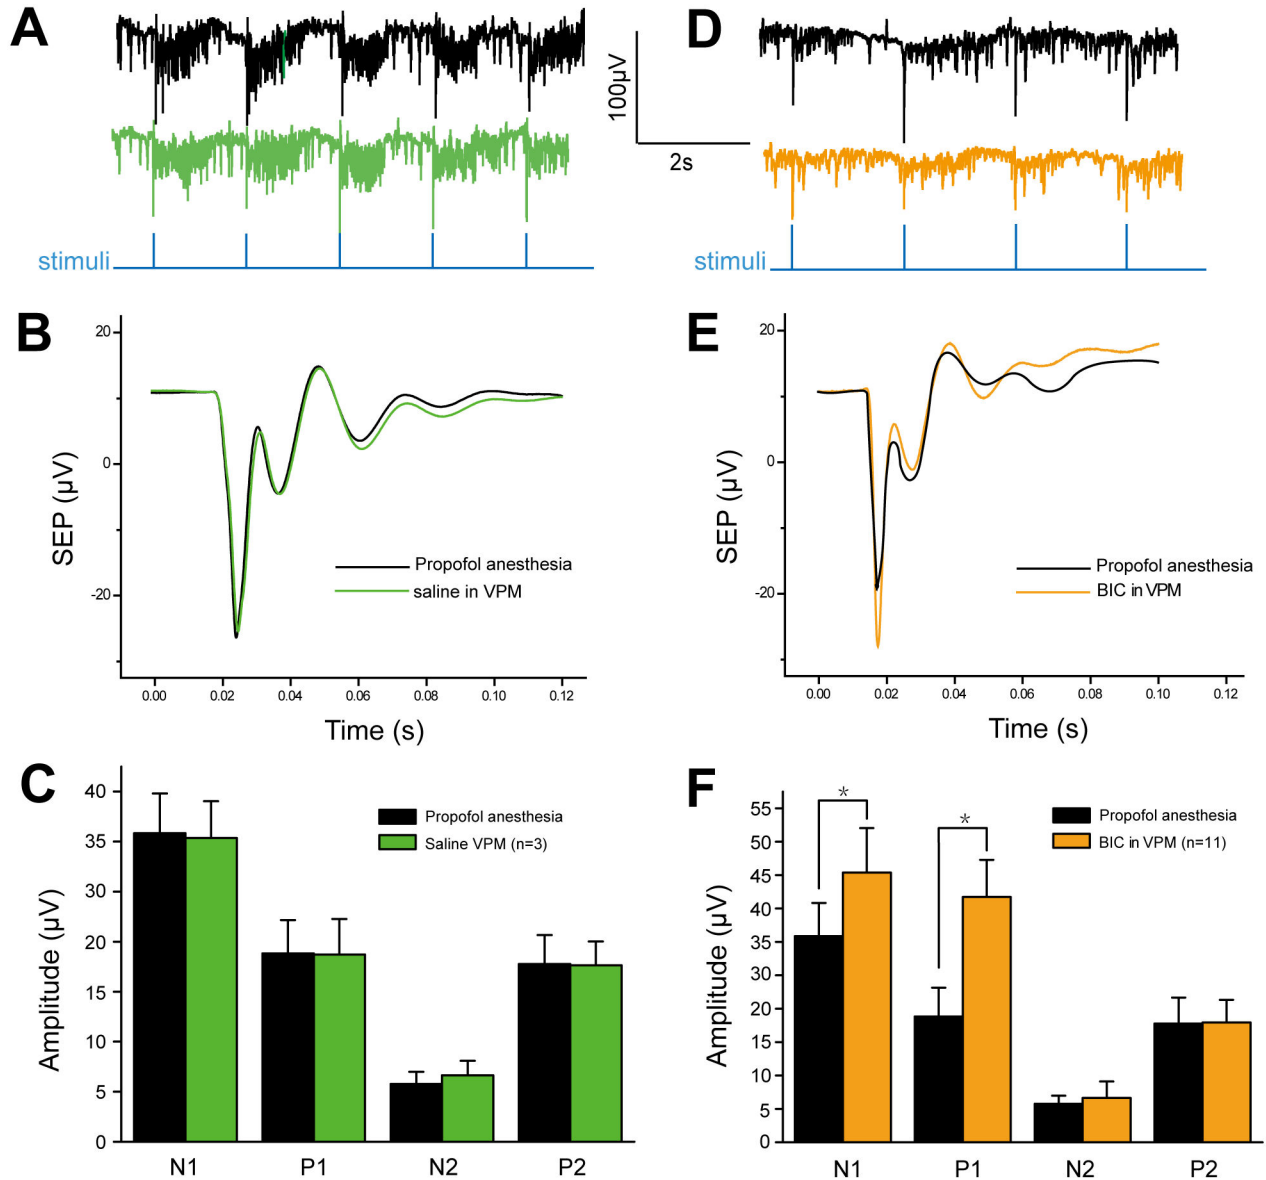 A
100µV
2s
stimuli
D
stimuli
B
20
0
-20
SEP (µV)
Propofol anesthesia
saline in VPM
0.00 0.02 0.04 0.06 0.08 0.10 0.12
Time (s)
E
20
0
-20
SEP (µV)
Propofol anesthesia
BIC in VPM
0.00 0.02 0.04 0.06 0.08 0.10 0.12
Time (s)
C
40
35
30
20
15
10
5
0
Amplitude (µV)
Propofol anesthesia
Saline VPM (n=3)
N1 P1 N2 P2
F
55
50
45
40
35
30
20
15
10
5
0
Amplitude (µV)
* *
Propofol anesthesia
BIC in VPM (n=11)
N1 P1 N2 P2